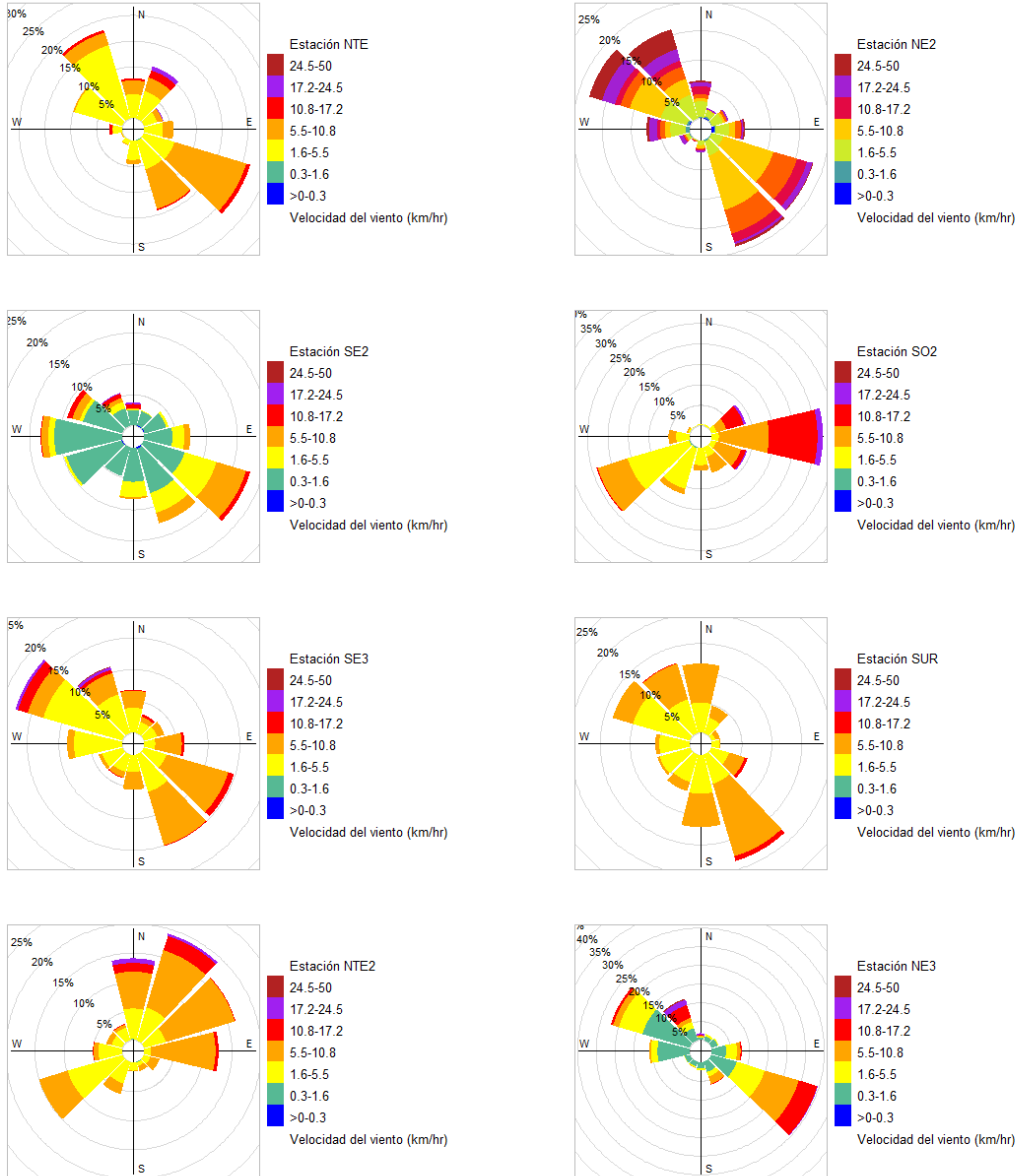 30%
25%
20%
15%
10%
5%
N
W
E
S
Estación NTE
24.5-50
17.2-24.5
10.8-17.2
5.5-10.8
1.6-5.5
0.3-1.6
>0-0.3
Velocidad del viento (km/hr)
25%
20%
15%
10%
5%
N
W
E
S
Estación NE2
24.5-50
17.2-24.5
10.8-17.2
5.5-10.8
1.6-5.5
0.3-1.6
>0-0.3
Velocidad del viento (km/hr)
25%
20%
15%
10%
5%
N
W
E
S
Estación SE2
24.5-50
17.2-24.5
10.8-17.2
5.5-10.8
1.6-5.5
0.3-1.6
>0-0.3
Velocidad del viento (km/hr)
35%
30%
25%
20%
15%
10%
5%
N
W
E
S
Estación SO2
24.5-50
17.2-24.5
10.8-17.2
5.5-10.8
1.6-5.5
0.3-1.6
>0-0.3
Velocidad del viento (km/hr)
5%
20%
15%
10%
5%
N
W
E
S
Estación SE3
24.5-50
17.2-24.5
10.8-17.2
5.5-10.8
1.6-5.5
0.3-1.6
>0-0.3
Velocidad del viento (km/hr)
25%
20%
15%
10%
5%
N
W
E
S
Estación SUR
24.5-50
17.2-24.5
10.8-17.2
5.5-10.8
1.6-5.5
0.3-1.6
>0-0.3
Velocidad del viento (km/hr)
25%
20%
15%
10%
5%
N
W
E
S
Estación NTE2
24.5-50
17.2-24.5
10.8-17.2
5.5-10.8
1.6-5.5
0.3-1.6
>0-0.3
Velocidad del viento (km/hr)
40%
35%
30%
25%
20%
15%
10%
5%
N
W
E
S
Estación NE3
24.5-50
17.2-24.5
10.8-17.2
5.5-10.8
1.6-5.5
0.3-1.6
>0-0.3
Velocidad del viento (km/hr)